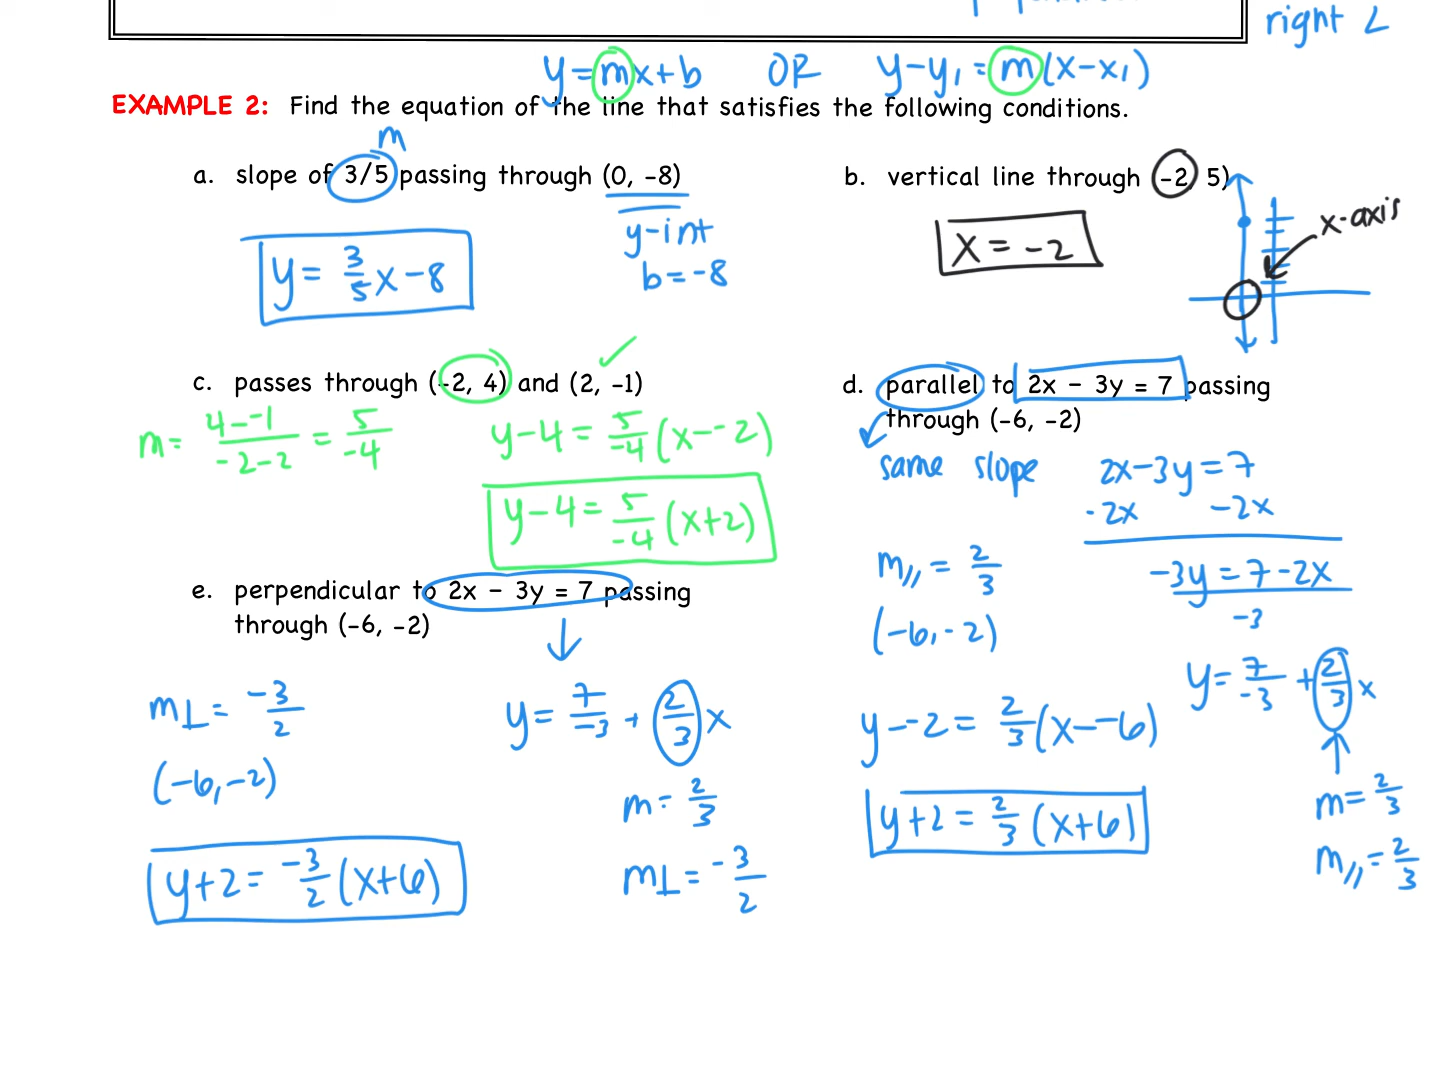 right ∠
y = mx + b OR y - y₁ = m(x - x₁)
EXAMPLE 2: Find the equation of the line that satisfies the following conditions.
m
a. slope of 3/5 passing through (0, -8)
y-int
b = -8
y = 3/5 x - 8
b. vertical line through (-2, 5)
x = -2
x-axis
c. passes through (-2, 4) and (2, -1) ✓
m = (4 - -1)/(-2 - 2) = 5/-4
y - 4 = 5/-4 (x - -2)
y - 4 = 5/-4 (x + 2)
d. parallel to 2x - 3y = 7 passing
through (-6, -2)
same slope
2x - 3y = 7
-2x -2x
-3y = 7 - 2x
-3
y = 7/-3 + 2/3 x
m = 2/3
m// = 2/3
m// = 2/3
(-6, -2)
y - -2 = 2/3 (x - -6)
y + 2 = 2/3 (x + 6)
e. perpendicular to 2x - 3y = 7 passing
through (-6, -2)
y = 7/-3 + 2/3 x
m = 2/3
m⊥ = -3/2
m⊥ = -3/2
(-6, -2)
y + 2 = -3/2 (x + 6)